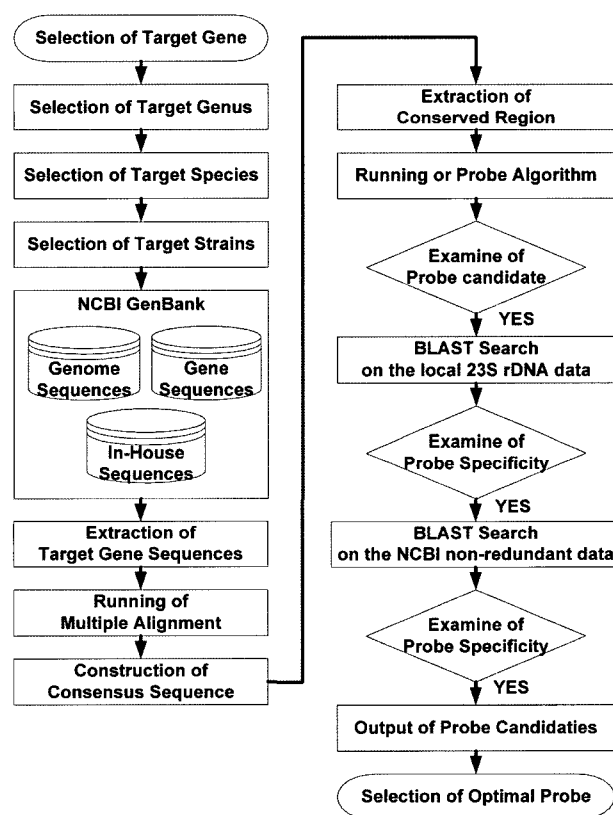 Selection of Target Gene
Selection of Target Genus
Selection of Target Species
Selection of Target Strains
NCBI GenBank
Genome
Sequences
Gene
Sequences
In-House
Sequences
Extraction of
Target Gene Sequences
Running of
Multiple Alignment
Construction of
Consensus Sequence
Extraction of
Conserved Region
Running or Probe Algorithm
Examine of
Probe candidate
YES
BLAST Search
on the local 23S rDNA data
Examine of
Probe Specificity
YES
BLAST Search
on the NCBI non-redundant data
Examine of
Probe Specificity
YES
Output of Probe Candidaties
Selection of Optimal Probe